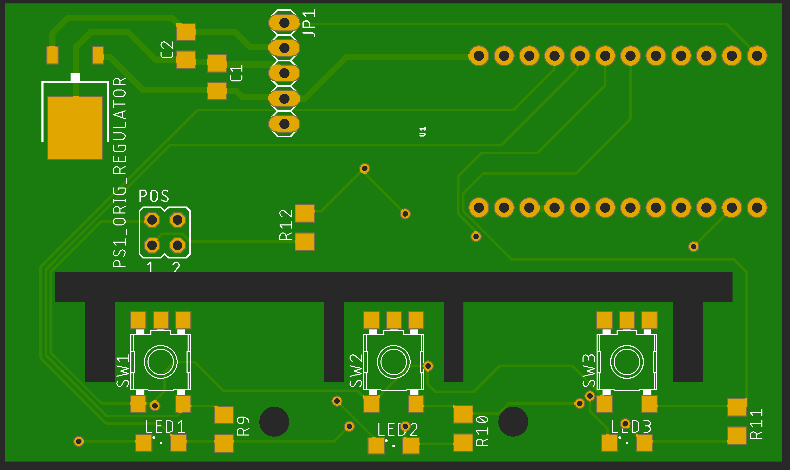 JP1
C2
C1
PS1_ORIG_REGULATOR
U1
POS
R12
1 2
SW1
SW2
SW3
R9
R10
R11
LED1
LED2
LED3